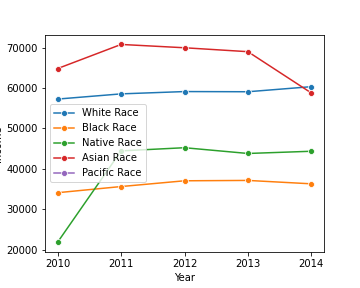 70000
60000
50000
40000
30000
20000
White Race
Black Race
Native Race
Asian Race
Pacific Race
2010 2011 2012 2013 2014
Year